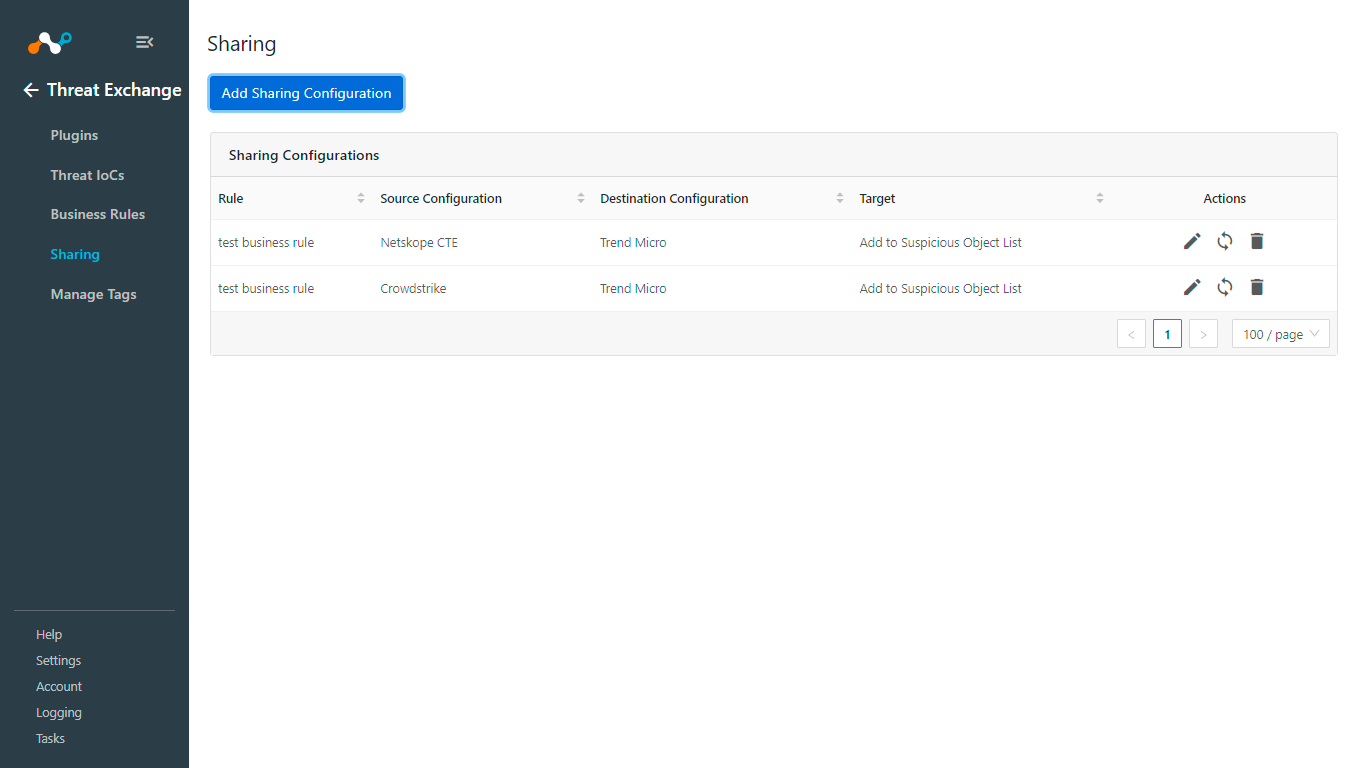 Threat Exchange
Plugins
Threat IoCs
Business Rules
Sharing
Manage Tags
Help
Settings
Account
Logging
Tasks
Sharing
Add Sharing Configuration
Sharing Configurations
Rule Source Configuration Destination Configuration Target Actions
test business rule Netskope CTE Trend Micro Add to Suspicious Object List
test business rule Crowdstrike Trend Micro Add to Suspicious Object List
< 1 > 100 / page